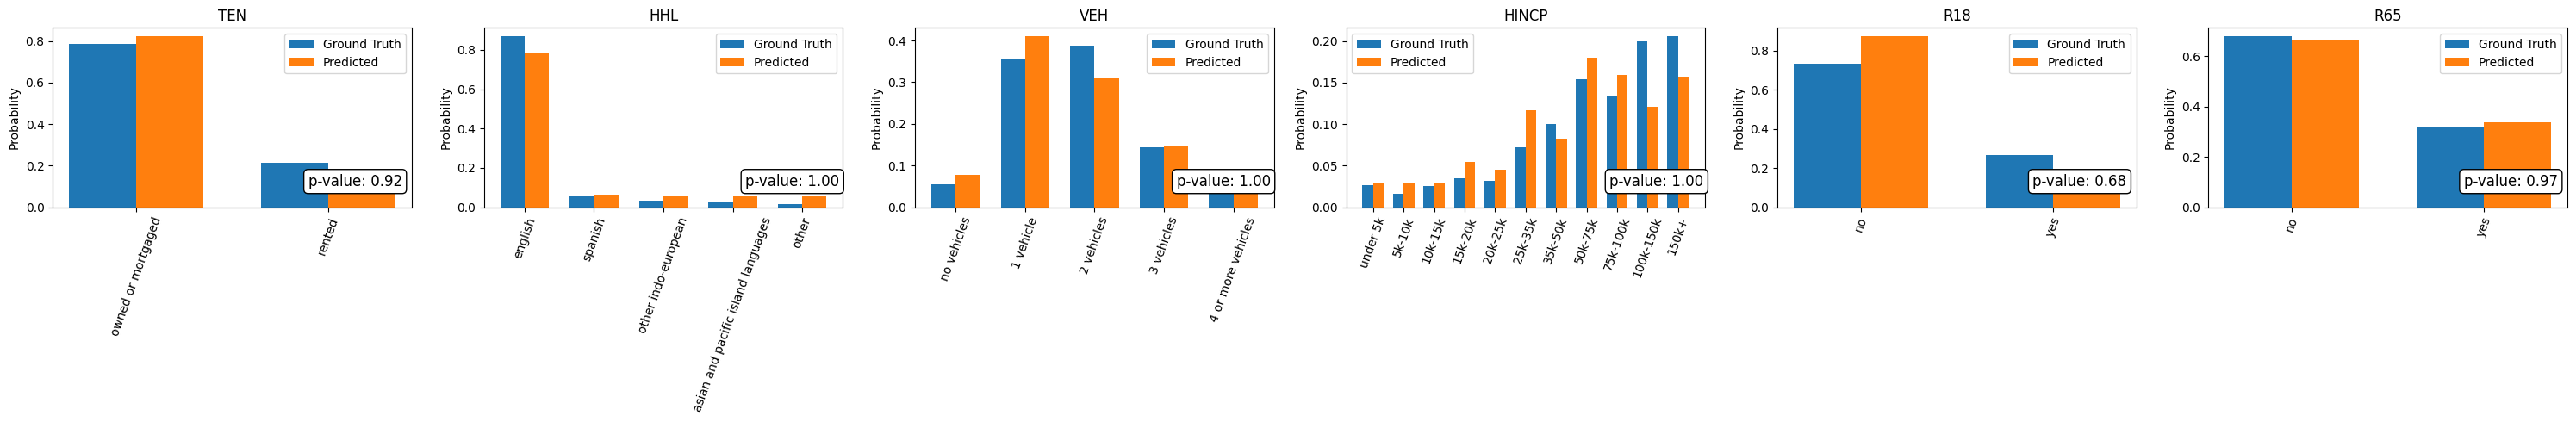 TEN
Probability
0.8
0.6
0.4
0.2
0.0
Ground Truth
Predicted
p-value: 0.92
owned or mortgaged
rented
HHL
Probability
0.8
0.6
0.4
0.2
0.0
Ground Truth
Predicted
p-value: 1.00
english
spanish
other indo-european
asian and pacific island languages
other
VEH
Probability
0.4
0.3
0.2
0.1
0.0
Ground Truth
Predicted
p-value: 1.00
no vehicles
1 vehicle
2 vehicles
3 vehicles
4 or more vehicles
HINCP
Probability
0.20
0.15
0.10
0.05
0.00
Ground Truth
Predicted
p-value: 1.00
under 5k
5k-10k
10k-15k
15k-20k
20k-25k
25k-35k
35k-50k
50k-75k
75k-100k
100k-150k
150k+
R18
Probability
0.8
0.6
0.4
0.2
0.0
Ground Truth
Predicted
p-value: 0.68
no
yes
R65
Probability
0.6
0.4
0.2
0.0
Ground Truth
Predicted
p-value: 0.97
no
yes